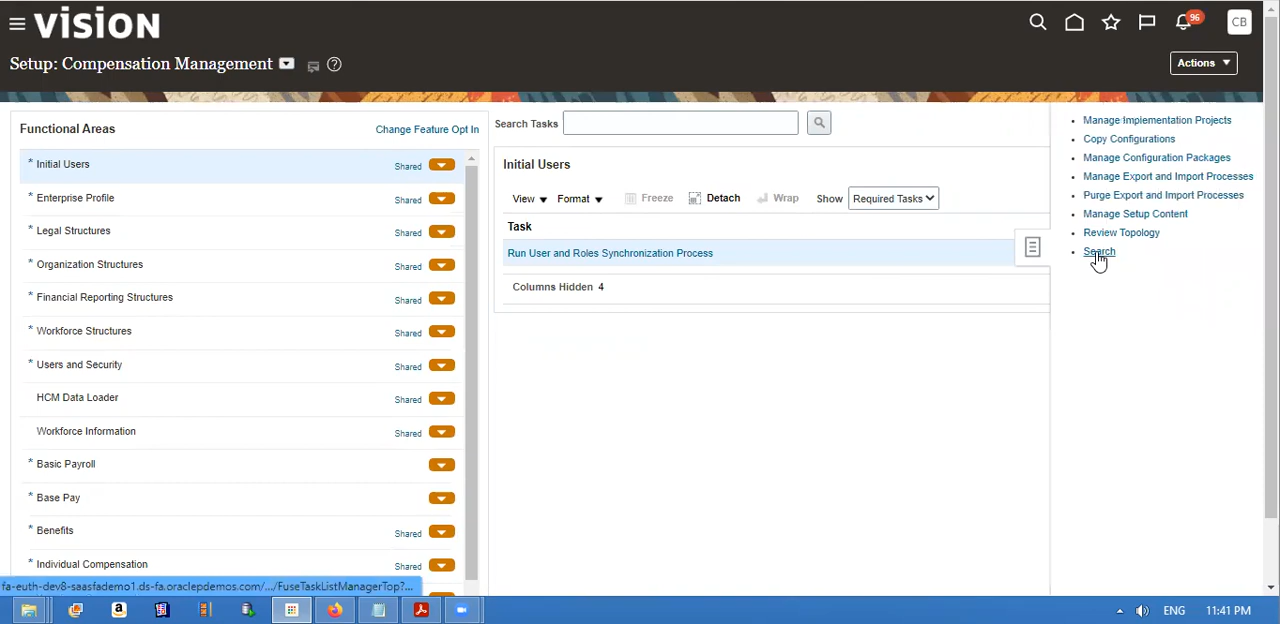 vision
96
CB
Setup: Compensation Management
Actions
Functional Areas
Change Feature Opt In
* Initial Users Shared
* Enterprise Profile Shared
* Legal Structures Shared
* Organization Structures Shared
* Financial Reporting Structures Shared
* Workforce Structures Shared
* Users and Security Shared
HCM Data Loader Shared
Workforce Information Shared
* Basic Payroll
* Base Pay
* Benefits Shared
* Individual Compensation Shared
Search Tasks
Initial Users
View Format Freeze Detach Wrap Show Required Tasks
Task
Run User and Roles Synchronization Process
Columns Hidden 4
Manage Implementation Projects
Copy Configurations
Manage Configuration Packages
Manage Export and Import Processes
Purge Export and Import Processes
Manage Setup Content
Review Topology
Search
fa-euth-dev8-saasfademo1.ds-fa.oraclepdemos.com/.../FuseTaskListManagerTop?...
ENG 11:41 PM